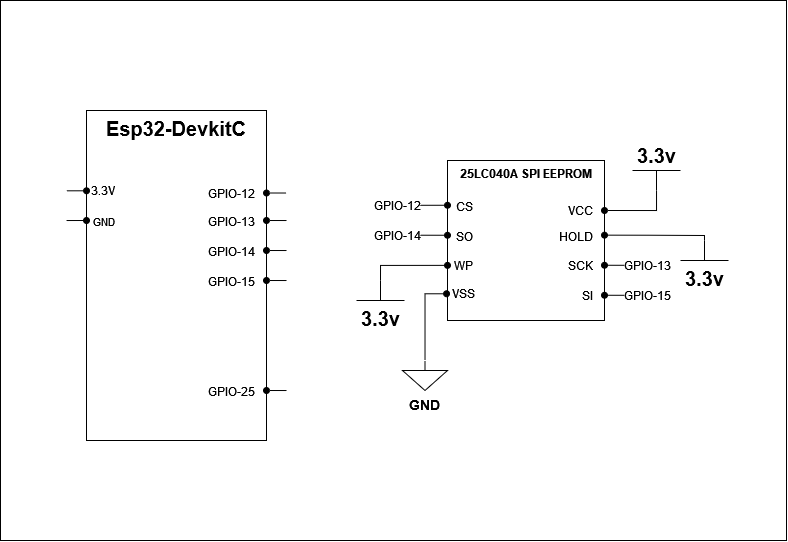 Esp32-DevkitC
3.3V
GND
GPIO-12
GPIO-13
GPIO-14
GPIO-15
GPIO-25
25LC040A SPI EEPROM
GPIO-12
CS
GPIO-14
SO
WP
VSS
3.3v
GND
3.3v
VCC
HOLD
3.3v
SCK
GPIO-13
SI
GPIO-15